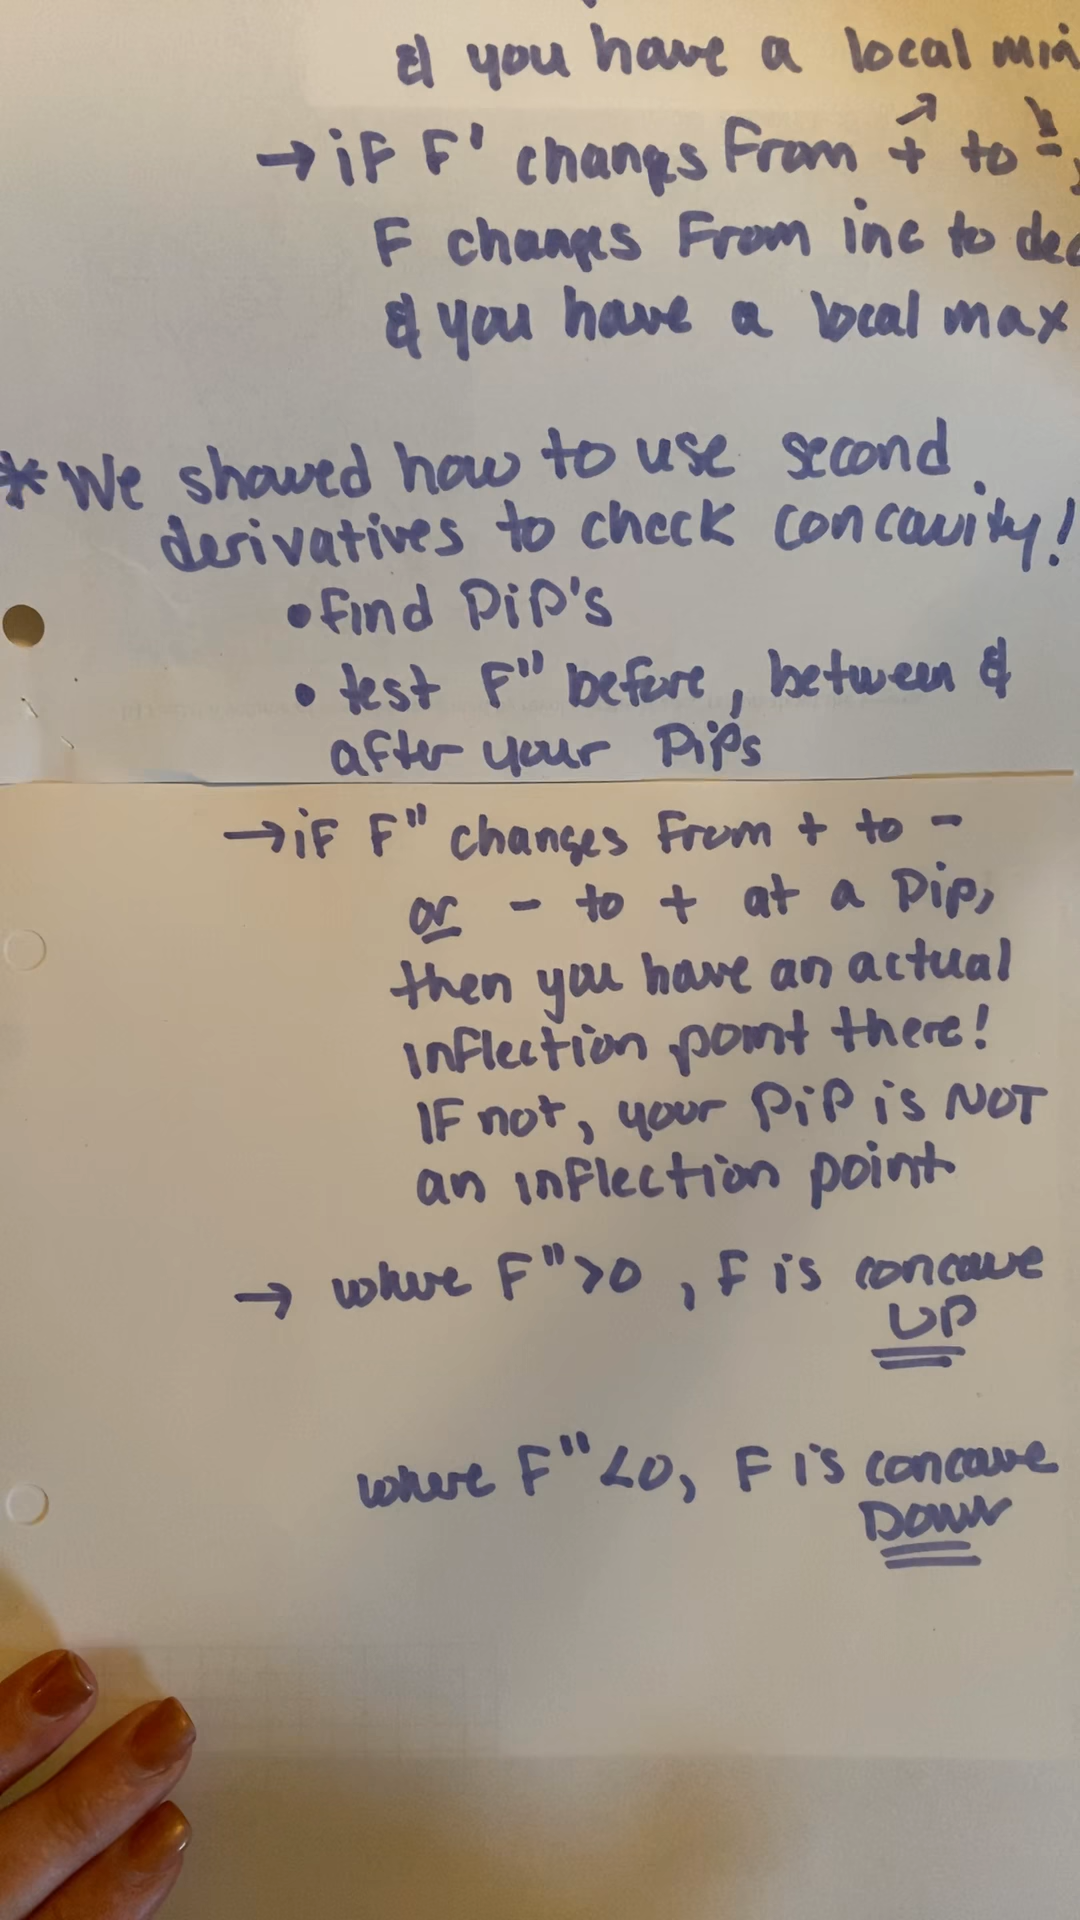 & you have a local min
→ if F' changes From + to -,
F changes From inc to dec
& you have a local max
* We showed how to use second
derivatives to check concavity!
• find PiP's
• test F" before, between &
after your PiPs
→ if F" changes From + to -
or - to + at a Pip,
then you have an actual
inflection point there!
IF not, your PiP is NOT
an inflection point
→ where F" >0, F is concave
UP
where F" <0, F is concave
DOWN